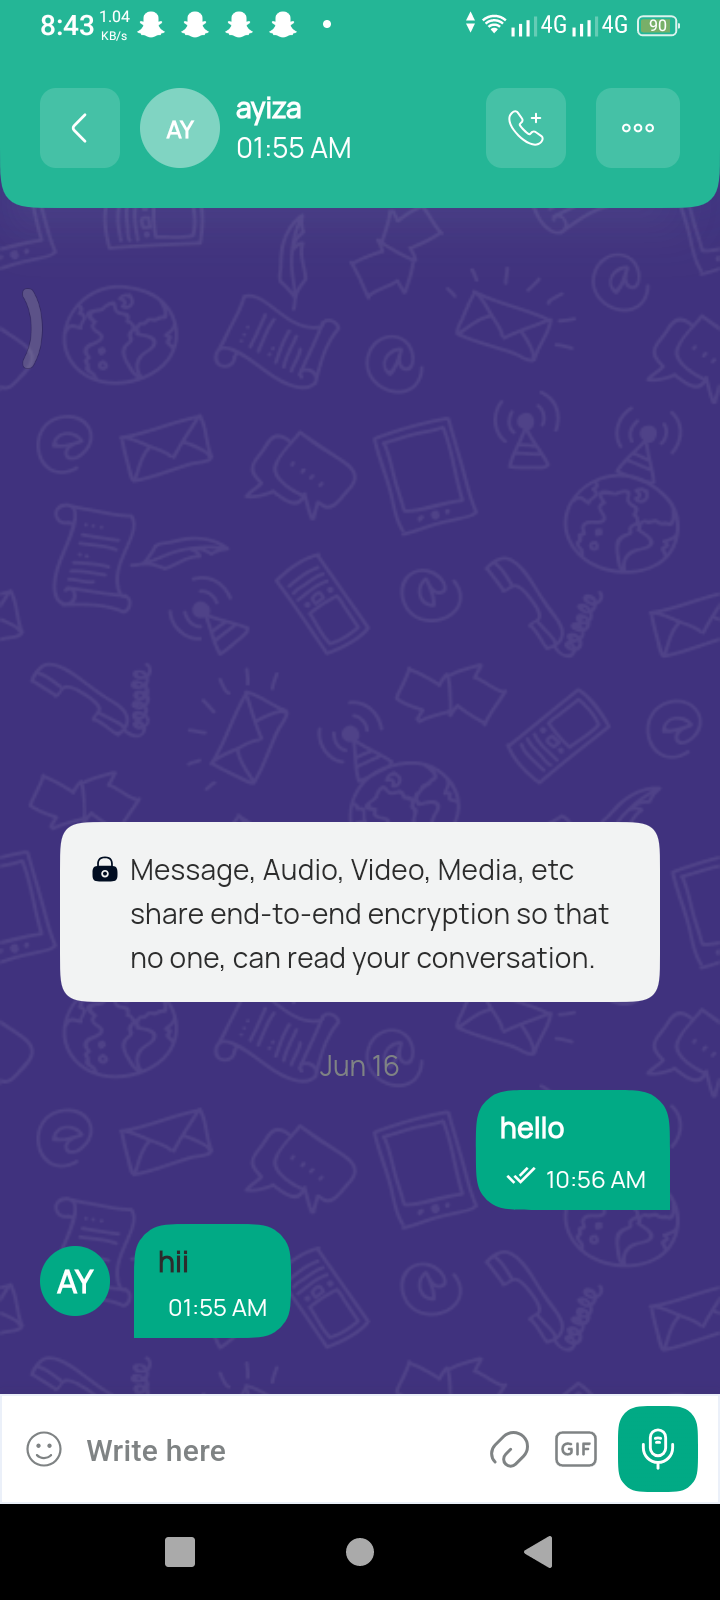 8:43 1.04 KB/s 4G 4G 90
AY ayiza
01:55 AM
Message, Audio, Video, Media, etc
share end-to-end encryption so that
no one, can read your conversation.
Jun 16
hello
10:56 AM
AY hii
01:55 AM
Write here GIF